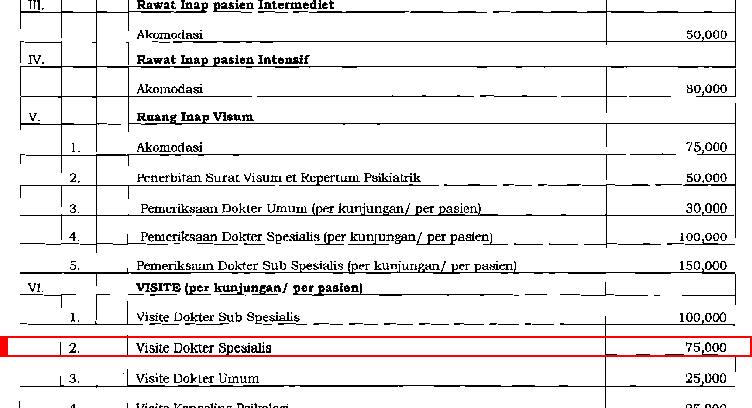 III. Rawat Inap pasien Intermediet
Akomodasi 50,000
IV. Rawat Inap pasien Intensif
Akomodasi 80,000
V. Ruang Inap Visum
1. Akomodasi 75,000
2. Penerbitan Surat Visum et Repertum Psikiatrik 50,000
3. Pemeriksaan Dokter Umum (per kunjungan/ per pasien) 30,000
4. Pemeriksaan Dokter Spesialis (per kunjungan/ per pasien) 100,000
5. Pemeriksaan Dokter Sub Spesialis (per kunjungan/ per pasien) 150,000
VI. VISITE (per kunjungan/ per pasien)
1. Visite Dokter Sub Spesialis 100,000
2. Visite Dokter Spesialis 75,000
3. Visite Dokter Umum 25,000
4. Visite Konseling Psikologi